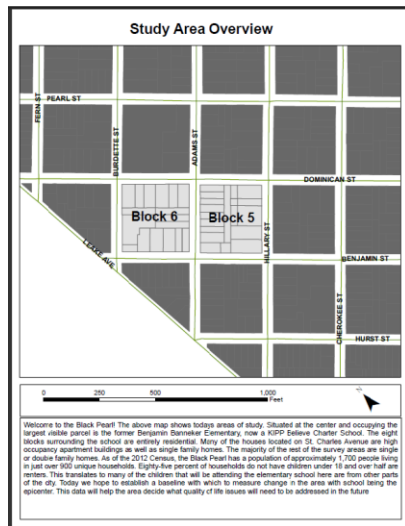 Study Area Overview
FERN ST
PEARL ST
BURDETTE ST
ADAMS ST
DOMINICAN ST
Block 6
Block 5
HILLARY ST
LEAKE AVE
BENJAMIN ST
CHEROKEE ST
HURST ST
0 250 500 1,000
Feet
Welcome to the Black Pearl! The above map shows todays areas of study. Situated at the center and occupying the
largest visible parcel is the former Benjamin Banneker Elementary, now a KIPP Believe Charter School. The eight
blocks surrounding the school are entirely residential. Many of the houses located on St. Charles Avenue are high
occupancy apartment buildings as well as single family homes. The majority of the rest of the survey areas are single
or double family homes. As of the 2012 Census, the Black Pearl has a population of approximately 1,700 people living
in just over 900 unique households. Eighty-five percent of households do not have children under 18 and over half are
renters. This translates to many of the children that will be attending the elementary school here are from other parts
of the city. Today we hope to establish a baseline with which to measure change in the area with school being the
epicenter. This data will help the area decide what quality of life issues will need to be addressed in the future